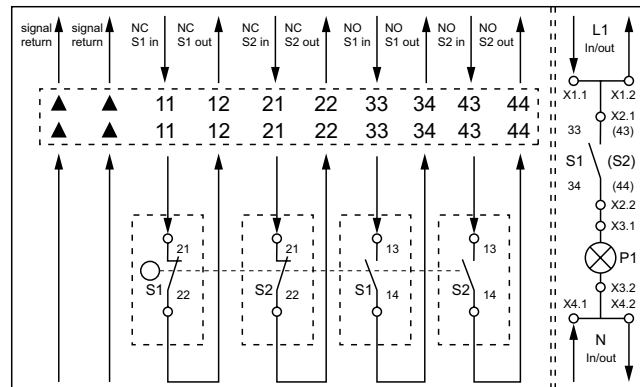 signal return
signal return
NC S1 in
NC S1 out
NC S2 in
NC S2 out
NO S1 in
NO S1 out
NO S2 in
NO S2 out
▲ ▲ 11 12 21 22 33 34 43 44
▲ ▲ 11 12 21 22 33 34 43 44
21
S1
22
21
S2
22
13
S1
14
13
S2
14
L1
In/out
X1.1 X1.2
X2.1
33 (43)
S1 (S2)
34 (44)
X2.2
X3.1
P1
X3.2
X4.1 X4.2
N
In/out